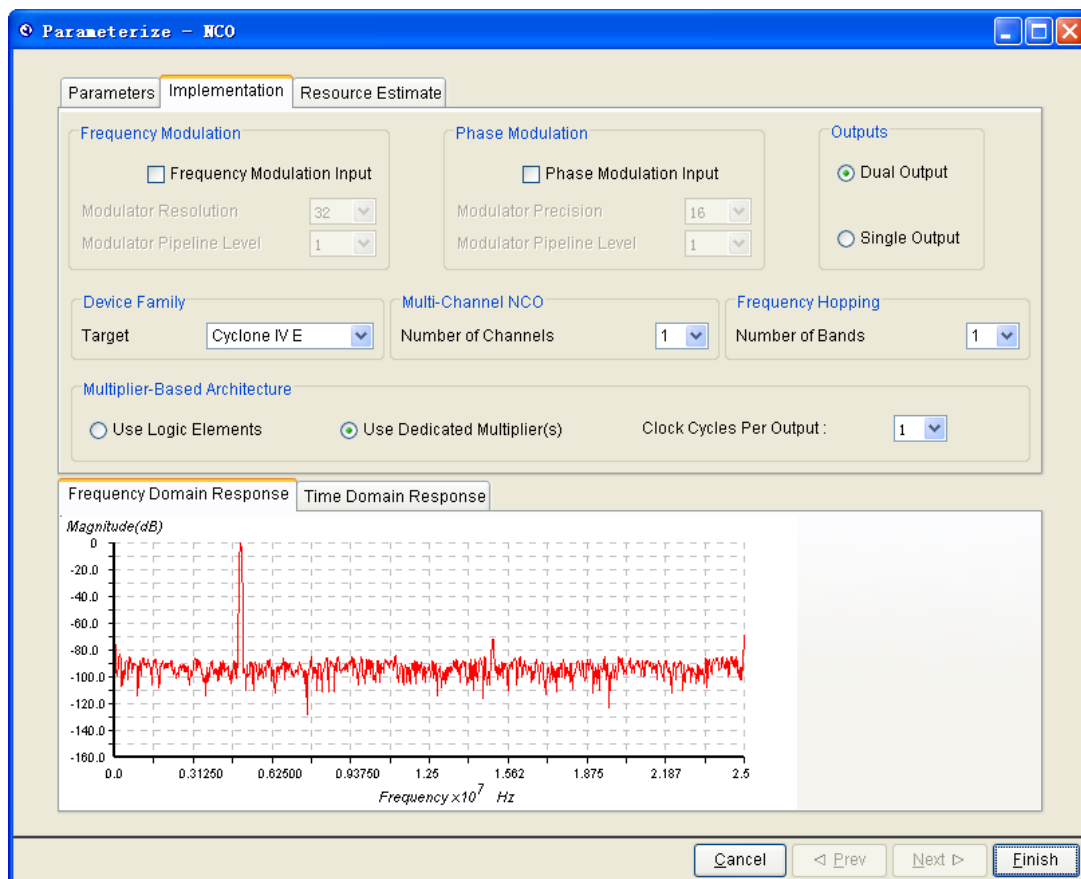 Parameterize - NCO
Parameters Implementation Resource Estimate
Frequency Modulation
Frequency Modulation Input
Modulator Resolution 32
Modulator Pipeline Level 1
Phase Modulation
Phase Modulation Input
Modulator Precision 16
Modulator Pipeline Level 1
Outputs
Dual Output
Single Output
Device Family
Target Cyclone IV E
Multi-Channel NCO
Number of Channels 1
Frequency Hopping
Number of Bands 1
Multiplier-Based Architecture
Use Logic Elements Use Dedicated Multiplier(s) Clock Cycles Per Output : 1
Frequency Domain Response Time Domain Response
Magnitude(dB)
0
-20.0
-40.0
-60.0
-80.0
-100.0
-120.0
-140.0
-160.0
0.0 0.31250 0.62500 0.93750 1.25 1.562 1.875 2.187 2.5
Frequency×10^7 Hz
Cancel ◁ Prev Next ▷ Finish